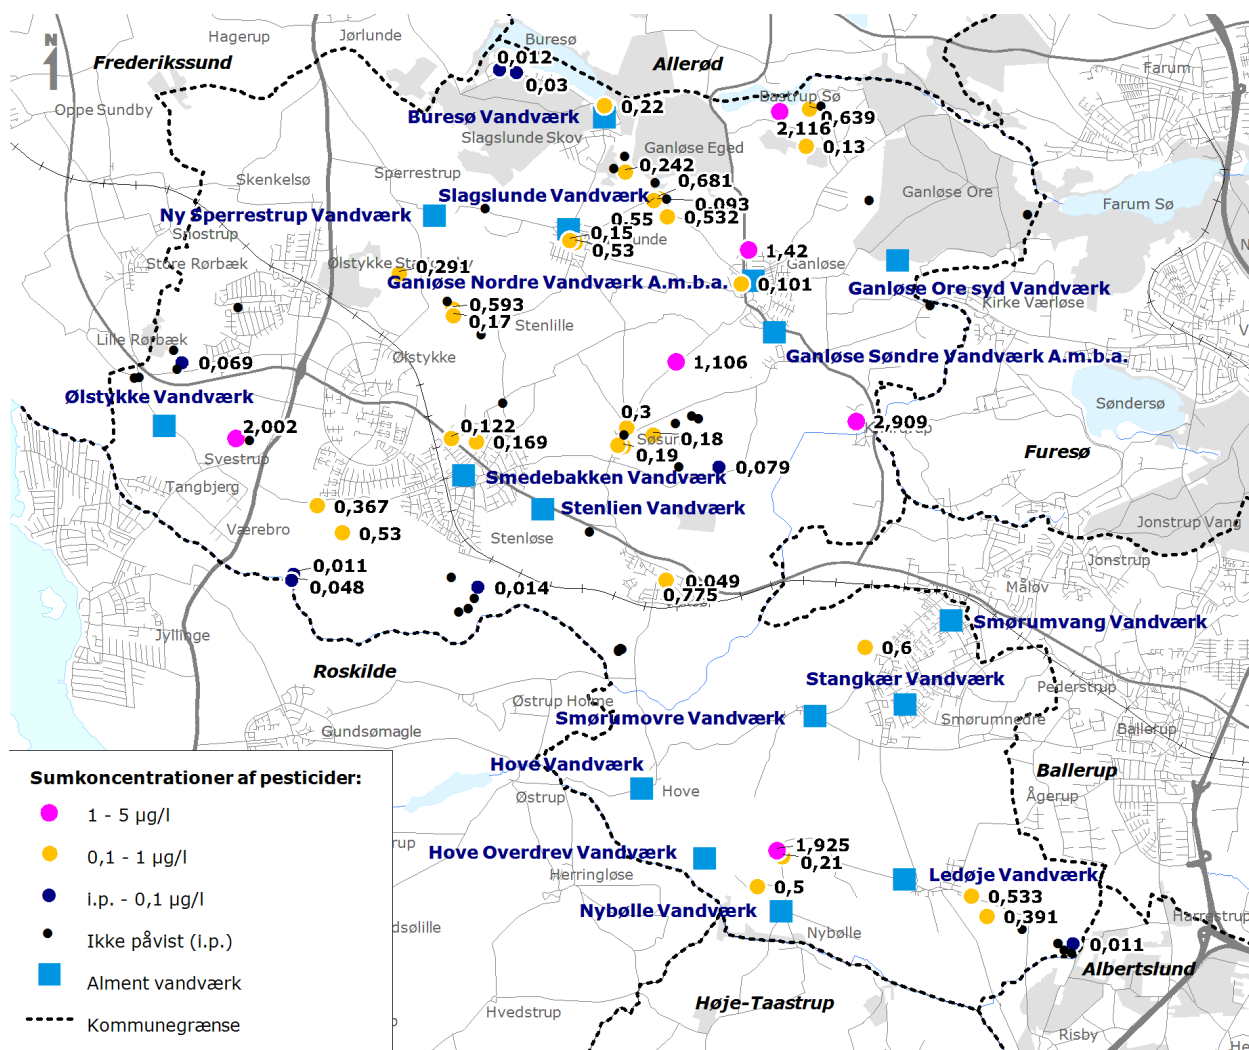 N
Hagerup
Jørlunde
Buresø
Frederikssund
0,012
Allerød
Farum
0,03
Oppe Sundby
Bastrup Sø
0,22
Buresø Vandværk
0,639
2,116
Slagslunde Skov
Ganløse Eged
0,13
0,242
Sperrestrup
Skenkelsø
0,681
Ganløse Ore
Slagslunde Vandværk
0,093
Farum Sø
Ny Sperrestrup Vandværk
0,55
0,532
Snostrup
0,15
0,53
1,42
Store Rørbæk
Ølstykke
0,291
Ganløse
Ganløse Nordre Vandværk A.m.b.a.
0,101
Ganløse Ore syd Vandværk
Kirke Værløse
0,593
0,17
Stenlille
Lille Rørbæk
Ølstykke
Ganløse Søndre Vandværk A.m.b.a.
0,069
1,106
Ølstykke Vandværk
Søndersø
0,3
2,002
0,122
0,169
Søsum
0,18
2,909
0,19
Svestrup
Furesø
0,079
Tangbjerg
Smedebakken Vandværk
0,367
Stenlien Vandværk
Værebro
0,53
Stenløse
Jonstrup Vang
0,011
Jonstrup
0,048
0,014
0,049
0,775
Måløv
Jyllinge
Smørumvang Vandværk
0,6
Roskilde
Stangkær Vandværk
Pederstrup
Østrup Holme
Smørumovre Vandværk
Smørumnedre
Gundsømagle
Ballerup
Hove Vandværk
Ballerup
Sumkoncentrationer af pesticider:
Hove
Østrup
Ågerup
1 - 5 µg/l
0,1 - 1 µg/l
1,925
Hove Overdrev Vandværk
0,21
Herringløse
Ledøje Vandværk
0,5
i.p. - 0,1 µg/l
0,533
Nybølle Vandværk
0,391
Harrestrup
Nybølle
Ikke påvist (i.p.)
0,011
Albertslund
Alment vandværk
Høje-Taastrup
Hvedstrup
Kommunegrænse
Risby